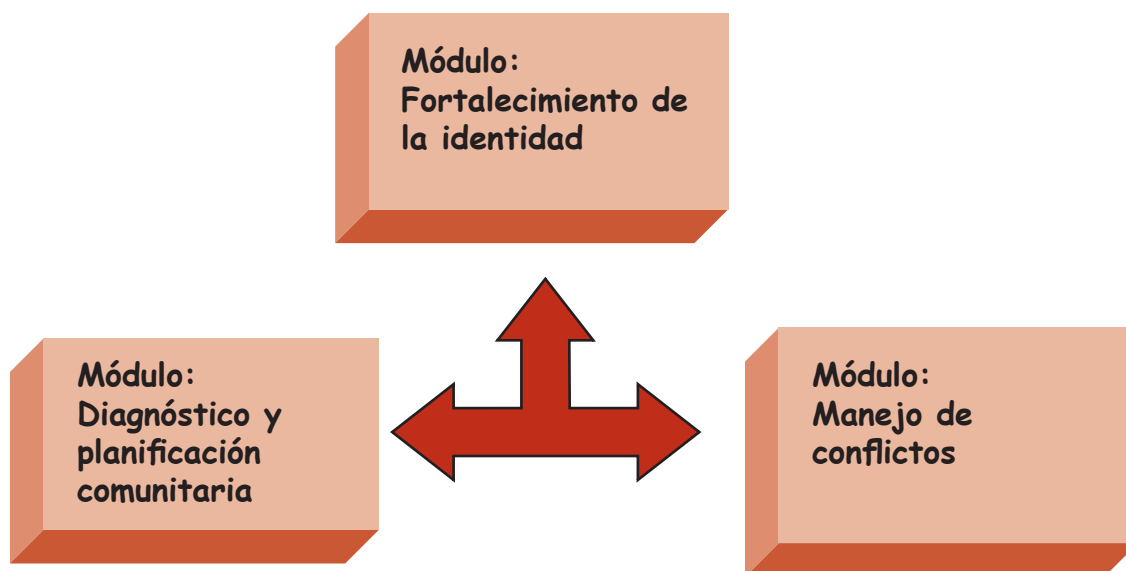 Módulo:
Fortalecimiento de
la identidad
Módulo:
Diagnóstico y
planificación
comunitaria
Módulo:
Manejo de
conflictos